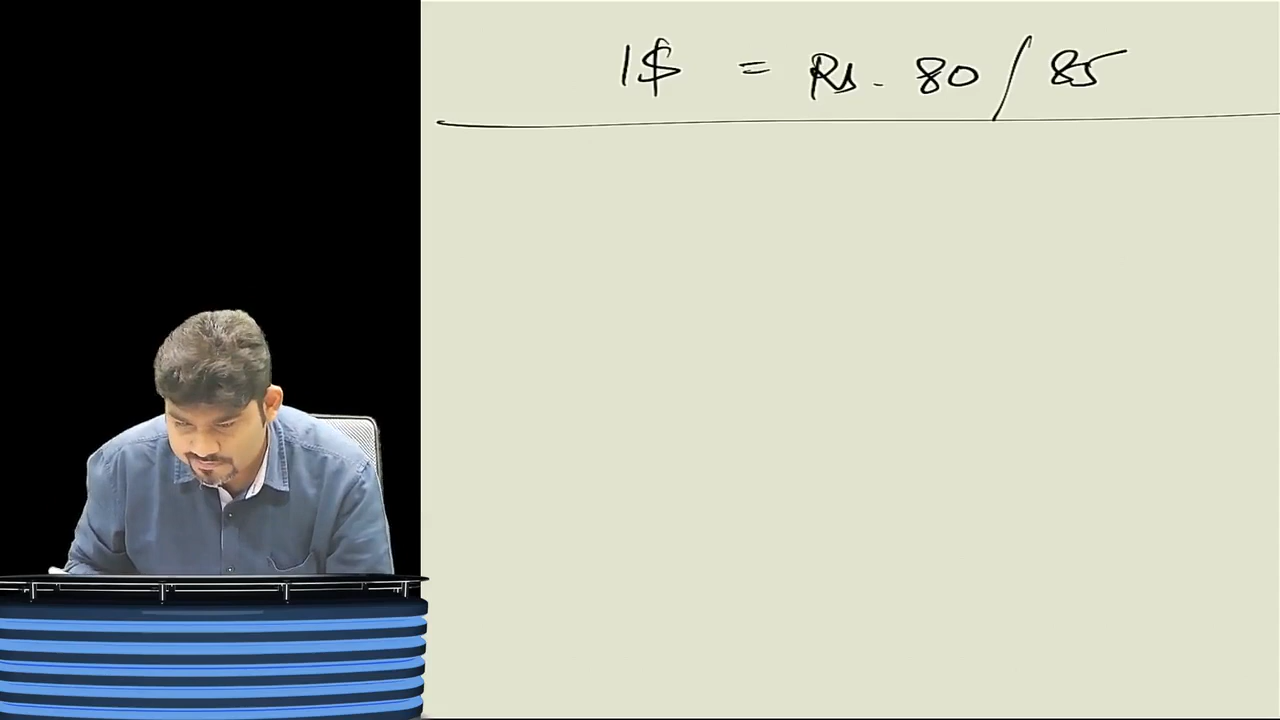 1$ = Rs. 80/85